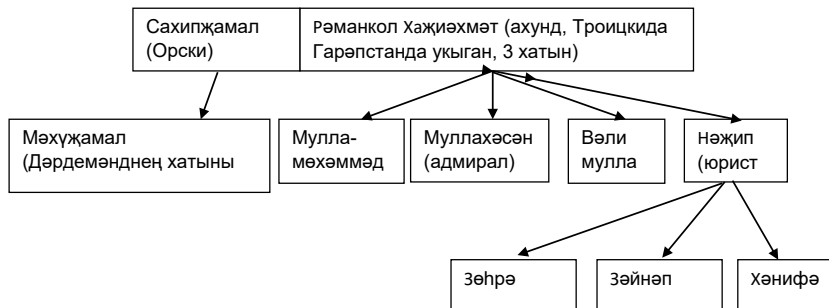 Сахипҗамал
(Орски)
Рәманкол Хаҗиәхмәт (ахунд, Троицкида
Гарәпстанда укыган, 3 хатын)
Мәхүҗамал
(Дәрдемәнднең хатыны
Мулла-
мөхәммәд
Муллахәсән
(адмирал)
Вәли
мулла
Нәҗип
(юрист
Зөһрә
Зәйнәп
Хәнифә